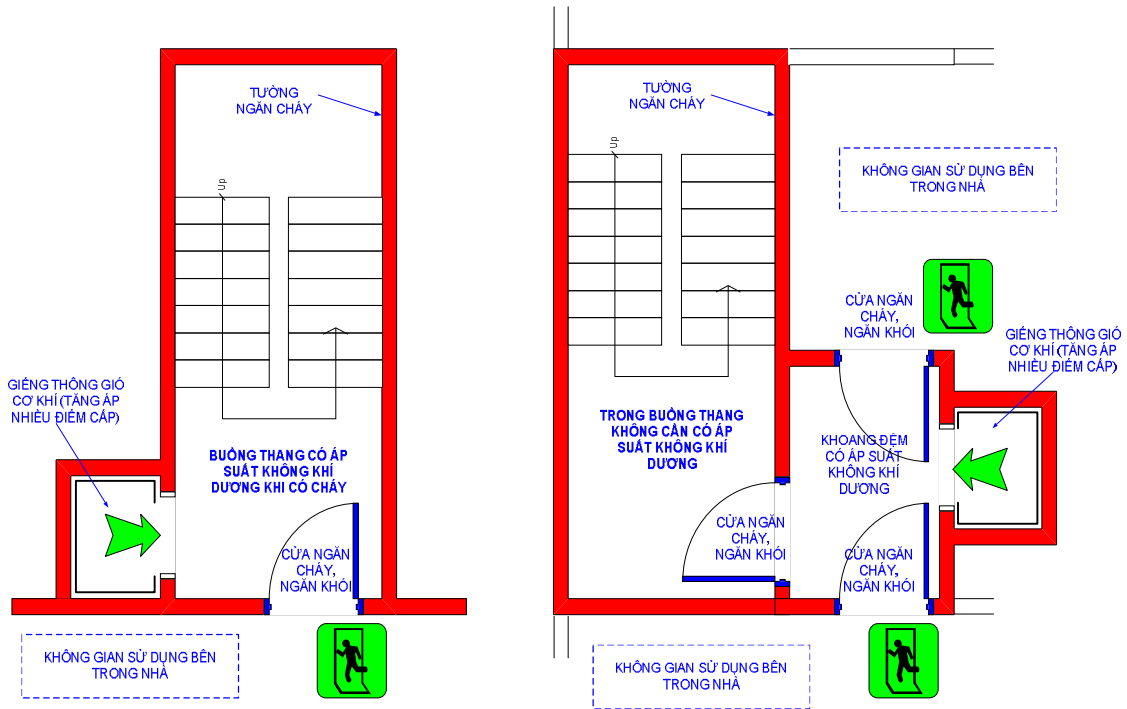 TƯỜNG
NGĂN CHÁY
Up
GIẾNG THÔNG GIÓ
CƠ KHÍ (TĂNG ÁP
NHIỀU ĐIỂM CẤP)
BUỒNG THANG CÓ ÁP
SUẤT KHÔNG KHÍ
DƯƠNG KHI CÓ CHÁY
CỬA NGĂN
CHÁY,
NGĂN KHÓI
KHÔNG GIAN SỬ DỤNG BÊN
TRONG NHÀ
TƯỜNG
NGĂN CHÁY
Up
KHÔNG GIAN SỬ DỤNG BÊN
TRONG NHÀ
CỬA NGĂN
CHÁY,
NGĂN KHÓI
GIẾNG THÔNG GIÓ
CƠ KHÍ (TĂNG ÁP
NHIỀU ĐIỂM CẤP)
TRONG BUỒNG THANG
KHÔNG CẦN CÓ ÁP
SUẤT KHÔNG KHÍ
DƯƠNG
KHOANG ĐỆM
CÓ ÁP SUẤT
KHÔNG KHÍ
DƯƠNG
CỬA NGĂN
CHÁY,
NGĂN KHÓI
CỬA NGĂN
CHÁY,
NGĂN KHÓI
KHÔNG GIAN SỬ DỤNG BÊN
TRONG NHÀ